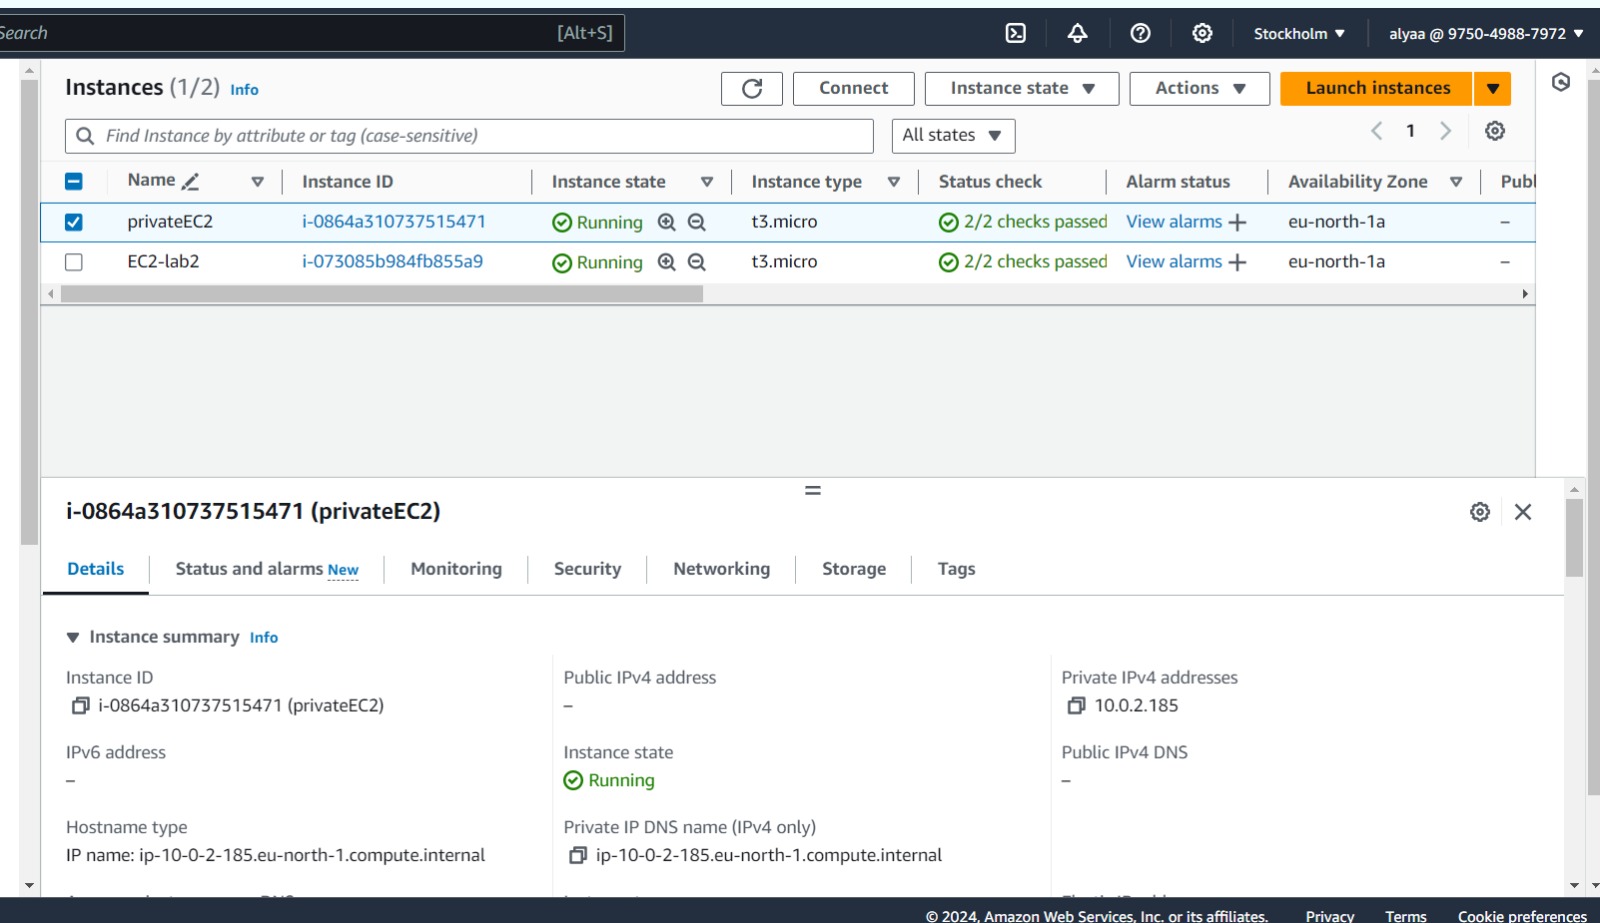 Search [Alt+S] Stockholm alyaa @ 9750-4988-7972
Instances (1/2) Info Connect Instance state Actions Launch instances
Find Instance by attribute or tag (case-sensitive) All states 1
Name Instance ID Instance state Instance type Status check Alarm status Availability Zone Publ
privateEC2 i-0864a310737515471 Running t3.micro 2/2 checks passed View alarms + eu-north-1a –
EC2-lab2 i-073085b984fb855a9 Running t3.micro 2/2 checks passed View alarms + eu-north-1a –
i-0864a310737515471 (privateEC2)
Details Status and alarms New Monitoring Security Networking Storage Tags
Instance summary Info
Instance ID Public IPv4 address Private IPv4 addresses
i-0864a310737515471 (privateEC2) – 10.0.2.185
IPv6 address Instance state Public IPv4 DNS
– Running –
Hostname type Private IP DNS name (IPv4 only)
IP name: ip-10-0-2-185.eu-north-1.compute.internal ip-10-0-2-185.eu-north-1.compute.internal
© 2024, Amazon Web Services, Inc. or its affiliates. Privacy Terms Cookie preferences